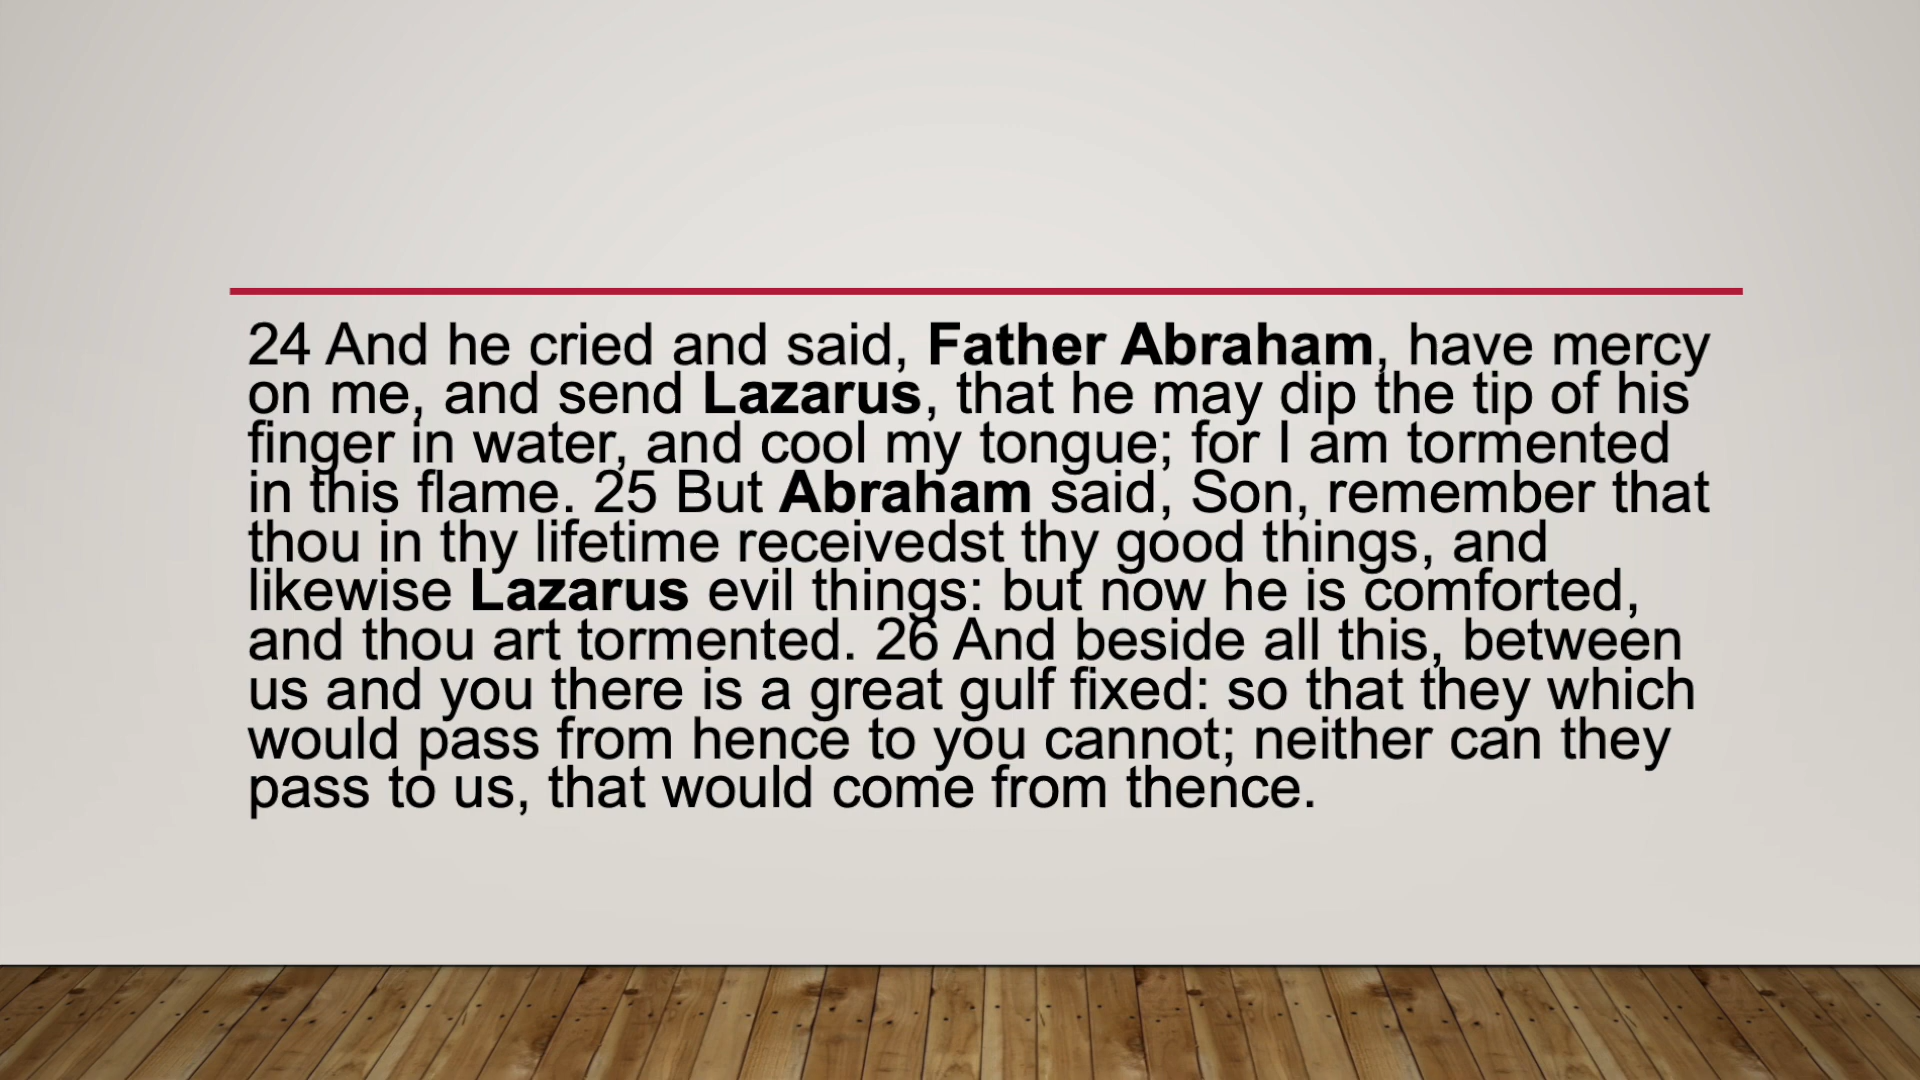 24 And he cried and said, Father Abraham, have mercy
on me, and send Lazarus, that he may dip the tip of his
finger in water, and cool my tongue; for I am tormented
in this flame. 25 But Abraham said, Son, remember that
thou in thy lifetime receivedst thy good things, and
likewise Lazarus evil things: but now he is comforted,
and thou art tormented. 26 And beside all this, between
us and you there is a great gulf fixed: so that they which
would pass from hence to you cannot; neither can they
pass to us, that would come from thence.